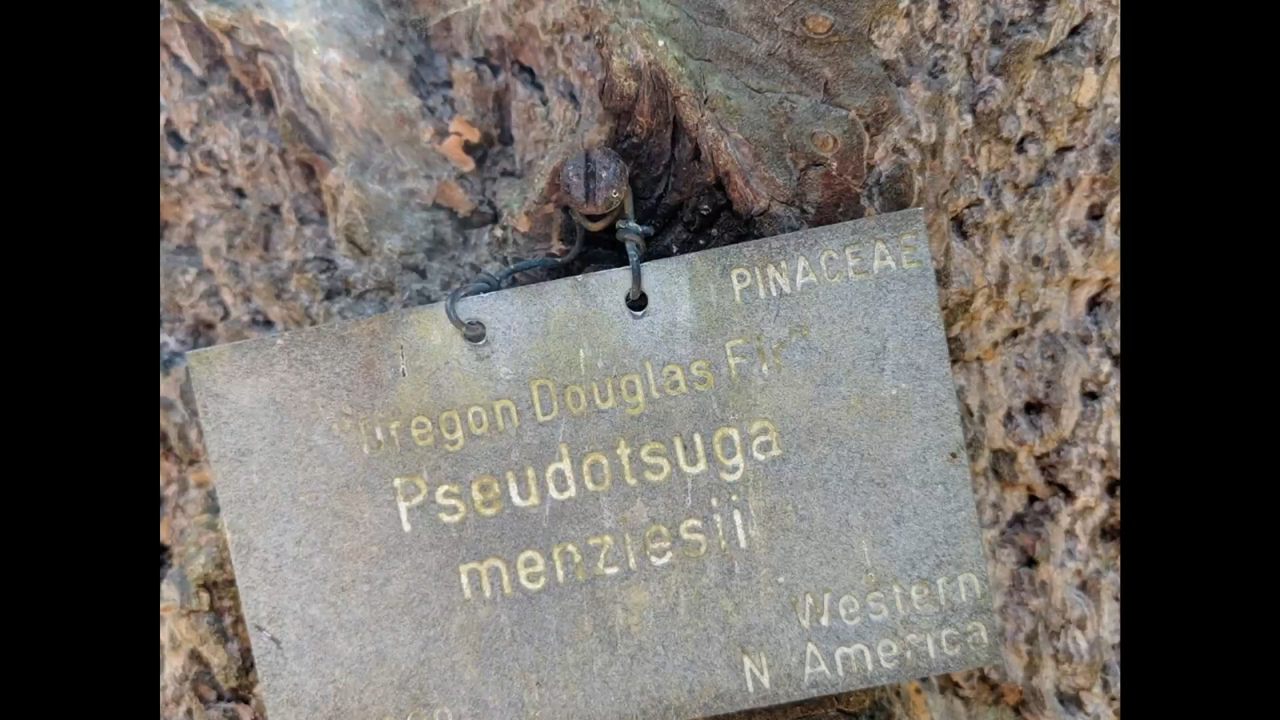 PINACEAE
"Oregon Douglas Fir"
Pseudotsuga
menziesii
Western
N America